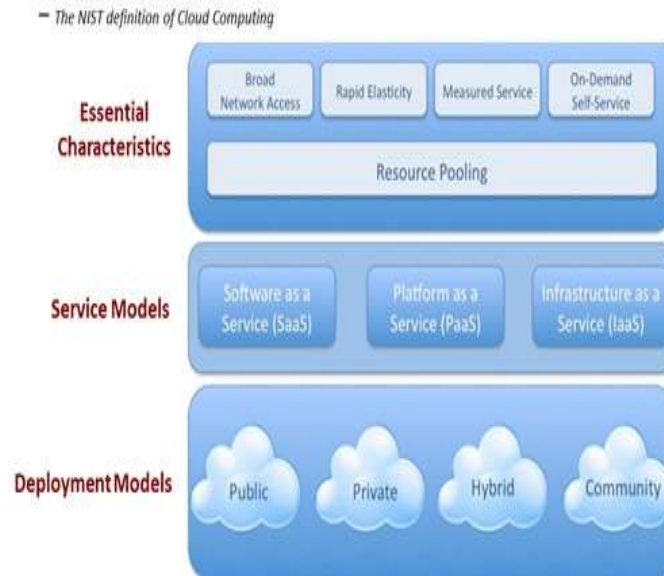 – The NIST definition of Cloud Computing
Essential
Characteristics
Broad
Network Access
Rapid Elasticity
Measured Service
On-Demand
Self-Service
Resource Pooling
Service Models
Software as a
Service (SaaS)
Platform as a
Service (PaaS)
Infrastructure as a
Service (IaaS)
Deployment Models
Public
Private
Hybrid
Community